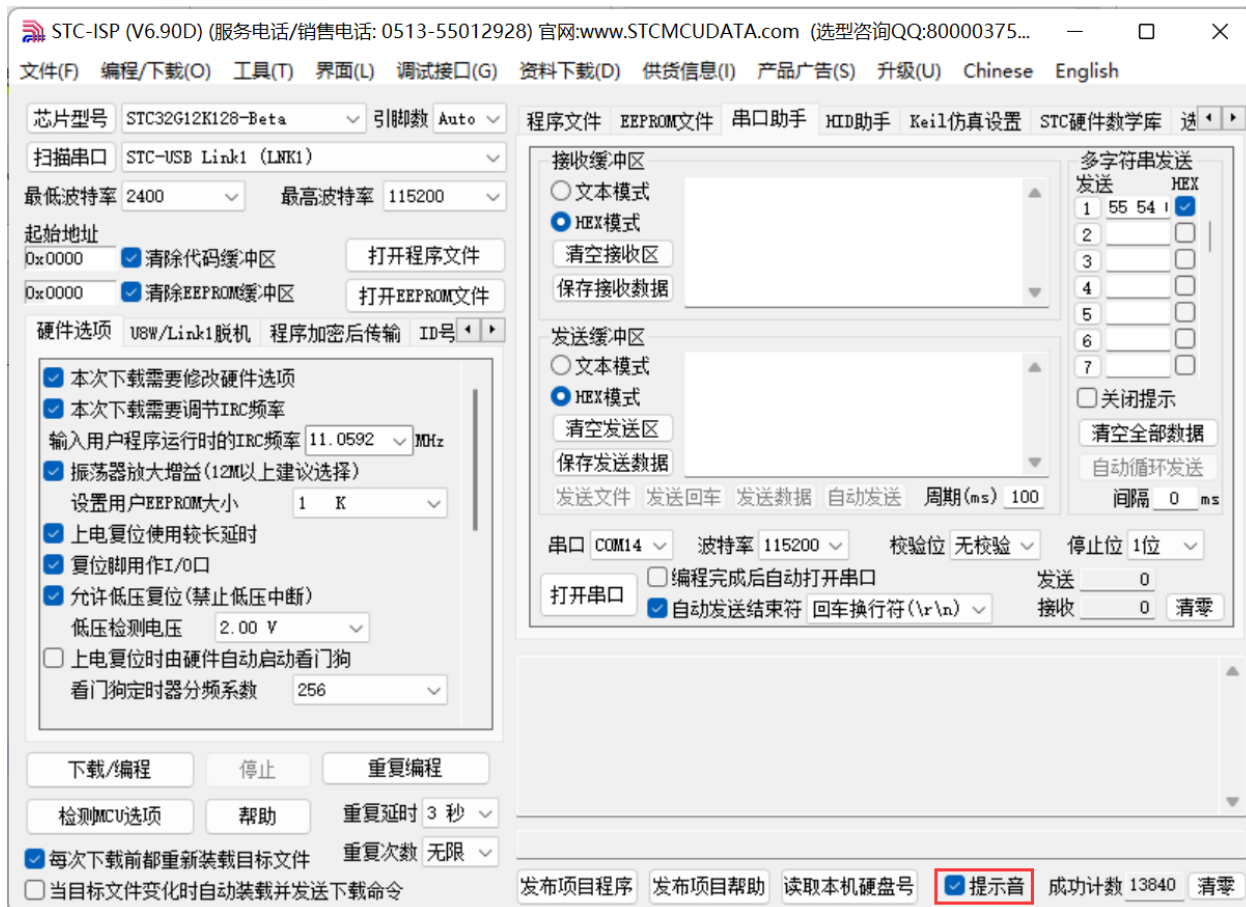 STC-ISP (V6.90D) (服务电话/销售电话: 0513-55012928) 官网:www.STCMCUDATA.com (选型咨询QQ:80000375...
文件(F) 编程/下载(O) 工具(T) 界面(L) 调试接口(G) 资料下载(D) 供货信息(I) 产品广告(S) 升级(U) Chinese English
芯片型号 STC32G12K128-Beta 引脚数 Auto
扫描串口 STC-USB Link1 (LNK1)
最低波特率 2400 最高波特率 115200
起始地址
0x0000 清除代码缓冲区 打开程序文件
0x0000 清除EEPROM缓冲区 打开EEPROM文件
硬件选项 U8W/Link1脱机 程序加密后传输 ID号
本次下载需要修改硬件选项
本次下载需要调节IRC频率
输入用户程序运行时的IRC频率 11.0592 MHz
振荡器放大增益(12M以上建议选择)
设置用户EEPROM大小 1 K
上电复位使用较长延时
复位脚用作I/O口
允许低压复位(禁止低压中断)
低压检测电压 2.00 V
上电复位时由硬件自动启动看门狗
看门狗定时器分频系数 256
下载/编程 停止 重复编程
检测MCU选项 帮助 重复延时 3 秒
每次下载前都重新装载目标文件 重复次数 无限
当目标文件变化时自动装载并发送下载命令
程序文件 EEPROM文件 串口助手 HID助手 Keil仿真设置 STC硬件数学库 选
接收缓冲区
文本模式
HEX模式
清空接收区
保存接收数据
发送缓冲区
文本模式
HEX模式
清空发送区
保存发送数据
发送文件 发送回车 发送数据 自动发送 周期(ms) 100
多字符串发送
发送 HEX
1 55 54
2
3
4
5
6
7
关闭提示
清空全部数据
自动循环发送
间隔 0 ms
串口 COM14 波特率 115200 校验位 无校验 停止位 1位
打开串口 编程完成后自动打开串口 发送 0
自动发送结束符 回车换行符(\r\n) 接收 0 清零
发布项目程序 发布项目帮助 读取本机硬盘号 提示音 成功计数 13840 清零